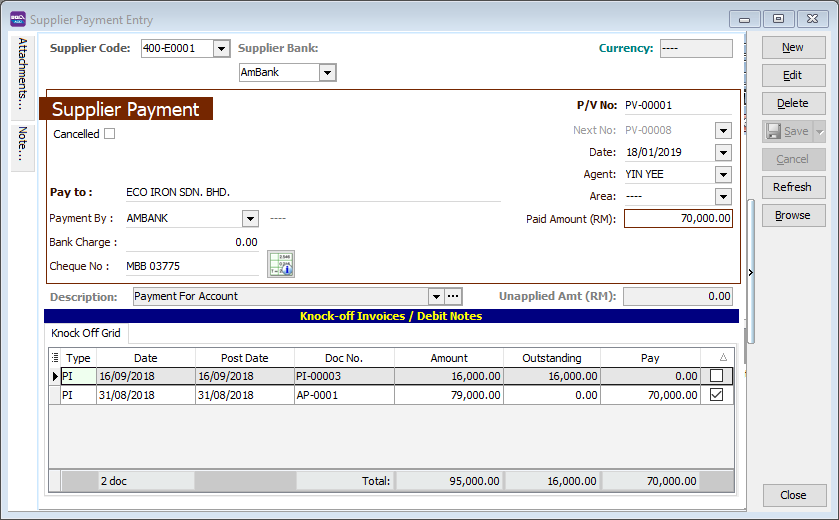 Supplier Payment Entry
Attachments...
Note...
Supplier Code: 400-E0001 Supplier Bank: Currency: ----
AmBank
Supplier Payment
Cancelled
P/V No: PV-00001
Next No: PV-00008
Date: 18/01/2019
Agent: YIN YEE
Area: ----
Paid Amount (RM): 70,000.00
Pay to : ECO IRON SDN. BHD.
Payment By : AMBANK ----
Bank Charge : 0.00
Cheque No : MBB 03775
Description: Payment For Account Unapplied Amt (RM): 0.00
Knock-off Invoices / Debit Notes
Knock Off Grid
Type Date Post Date Doc No. Amount Outstanding Pay
PI 16/09/2018 16/09/2018 PI-00003 16,000.00 16,000.00 0.00
PI 31/08/2018 31/08/2018 AP-0001 79,000.00 0.00 70,000.00
2 doc Total: 95,000.00 16,000.00 70,000.00
New
Edit
Delete
Save
Cancel
Refresh
Browse
Close